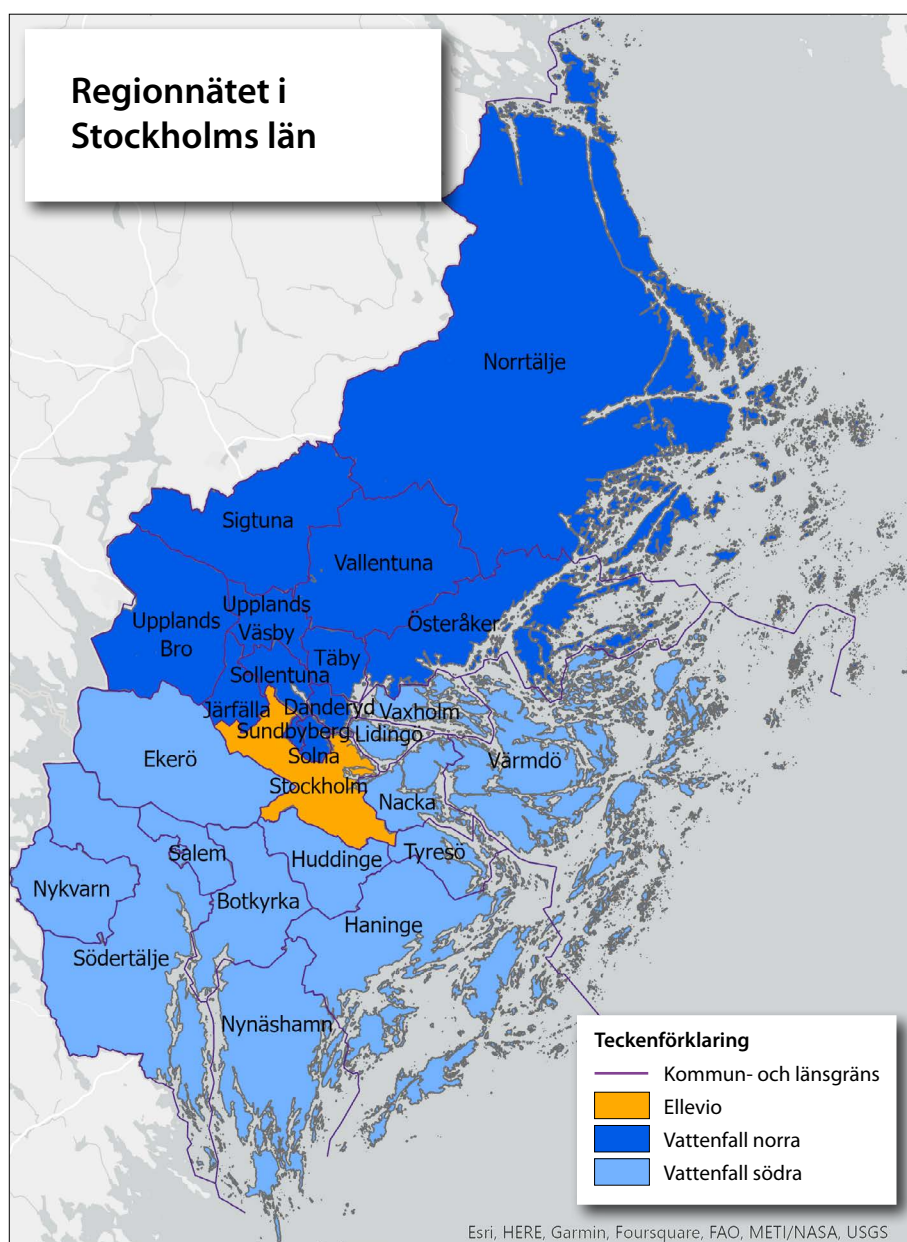 Regionnätet i
Stockholms län
Norrtälje
Sigtuna
Vallentuna
Upplands
Väsby
Upplands
Bro
Österåker
Täby
Sollentuna
Danderyd
Järfälla
Vaxholm
Sundbyberg
Lidingö
Solna
Ekerö
Värmdö
Stockholm
Nacka
Salem
Huddinge
Tyresö
Nykvarn
Botkyrka
Haninge
Södertälje
Nynäshamn
Teckenförklaring
Kommun- och länsgräns
Ellevio
Vattenfall norra
Vattenfall södra
Esri, HERE, Garmin, Foursquare, FAO, METI/NASA, USGS